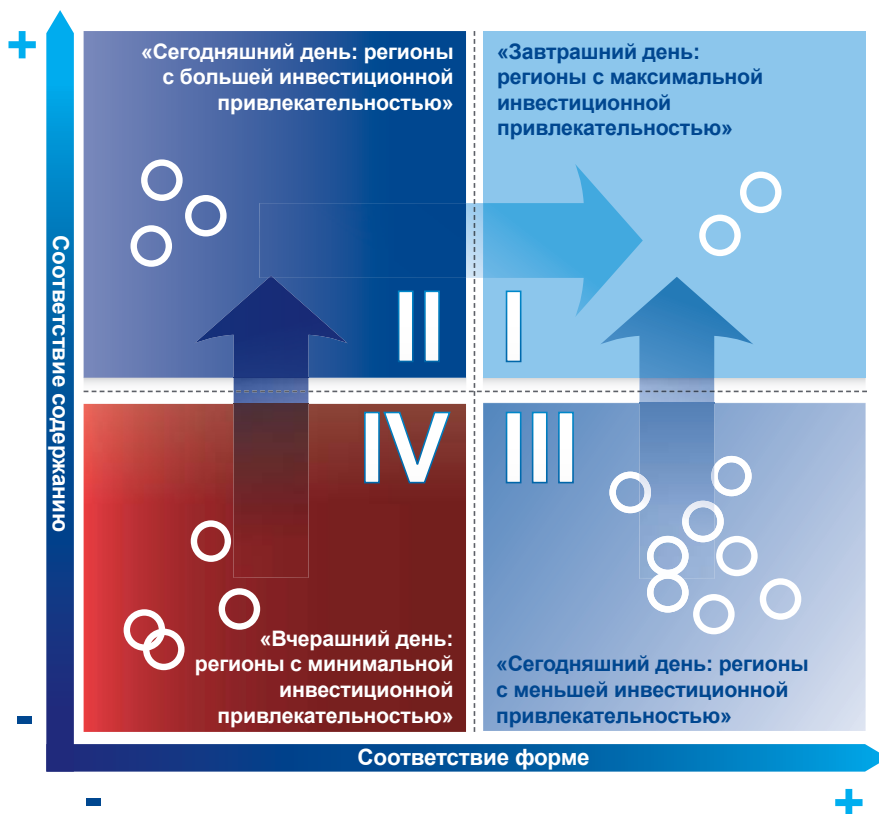 +
«Сегодняшний день: регионы
с большей инвестиционной
привлекательностью»
«Завтрашний день:
регионы с максимальной
инвестиционной
привлекательностью»
Соответствие содержанию
II
I
IV
III
«Вчерашний день:
регионы с минимальной
инвестиционной
привлекательностью»
«Сегодняшний день: регионы
с меньшей инвестиционной
привлекательностью»
-
Соответствие форме
-
+